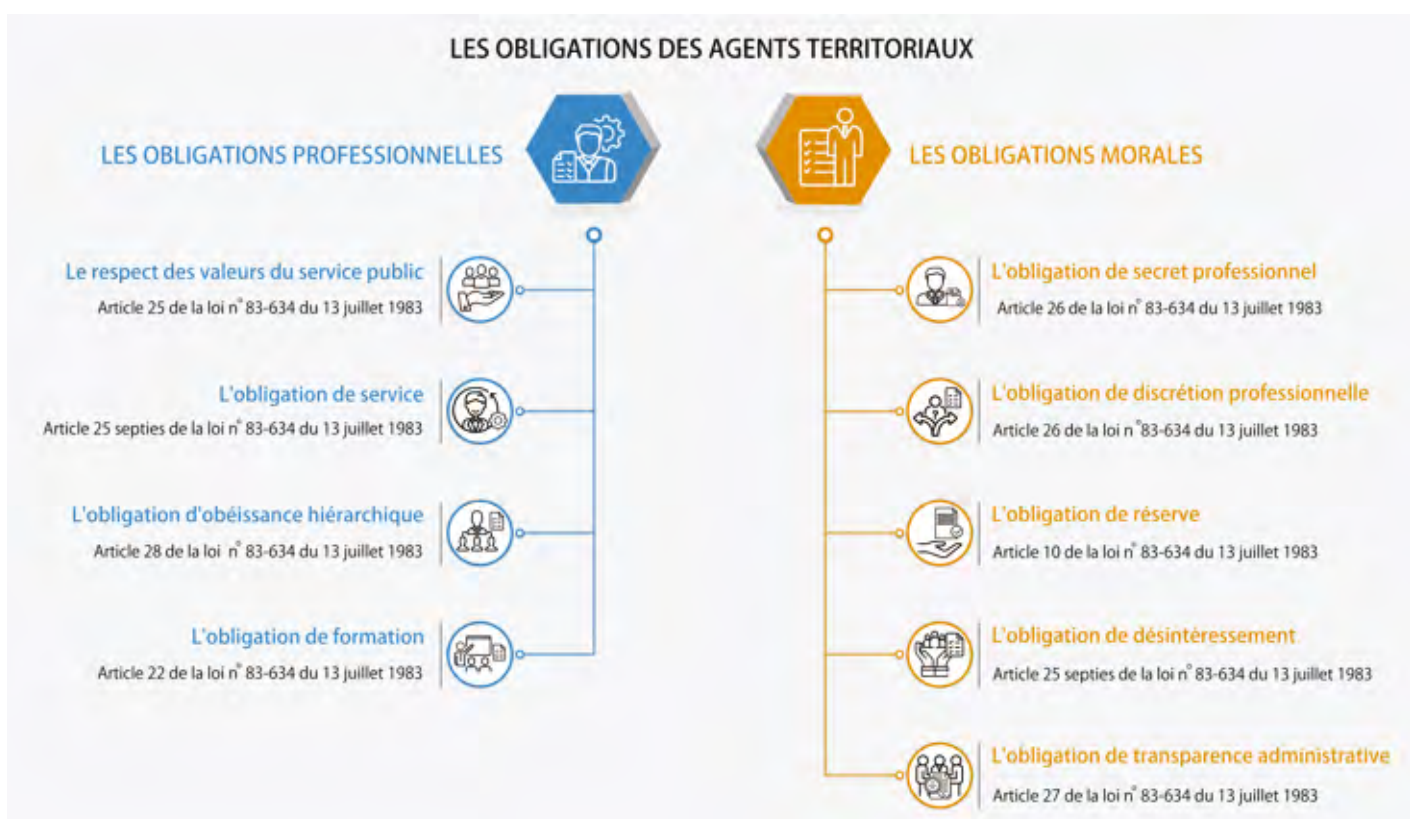 LES OBLIGATIONS DES AGENTS TERRITORIAUX
LES OBLIGATIONS PROFESSIONNELLES
Le respect des valeurs du service public
Article 25 de la loi n° 83-634 du 13 juillet 1983
L'obligation de service
Article 25 septies de la loi n° 83-634 du 13 juillet 1983
L'obligation d'obéissance hiérarchique
Article 28 de la loi n° 83-634 du 13 juillet 1983
L'obligation de formation
Article 22 de la loi n° 83-634 du 13 juillet 1983
LES OBLIGATIONS MORALES
L'obligation de secret professionnel
Article 26 de la loi n° 83-634 du 13 juillet 1983
L'obligation de discrétion professionnelle
Article 26 de la loi n °83-634 du 13 juillet 1983
L'obligation de réserve
Article 10 de la loi n° 83-634 du 13 juillet 1983
L'obligation de désintéressement
Article 25 septies de la loi n° 83-634 du 13 juillet 1983
L'obligation de transparence administrative
Article 27 de la loi n° 83-634 du 13 juillet 1983